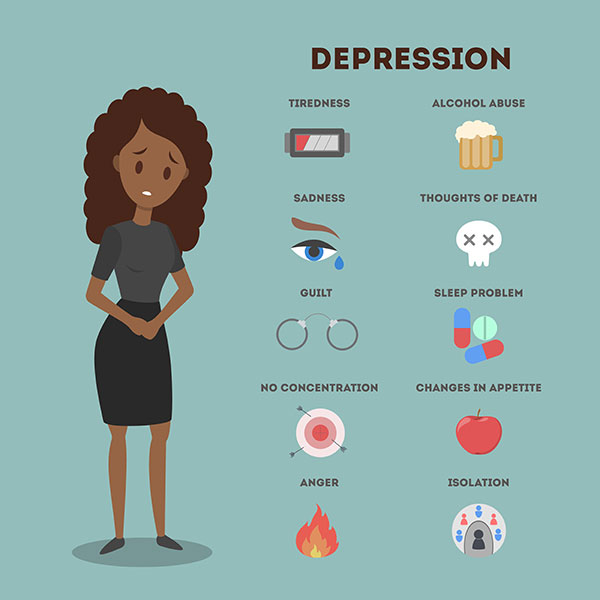 DEPRESSION
TIREDNESS
ALCOHOL ABUSE
SADNESS
THOUGHTS OF DEATH
GUILT
SLEEP PROBLEM
NO CONCENTRATION
CHANGES IN APPETITE
ANGER
ISOLATION